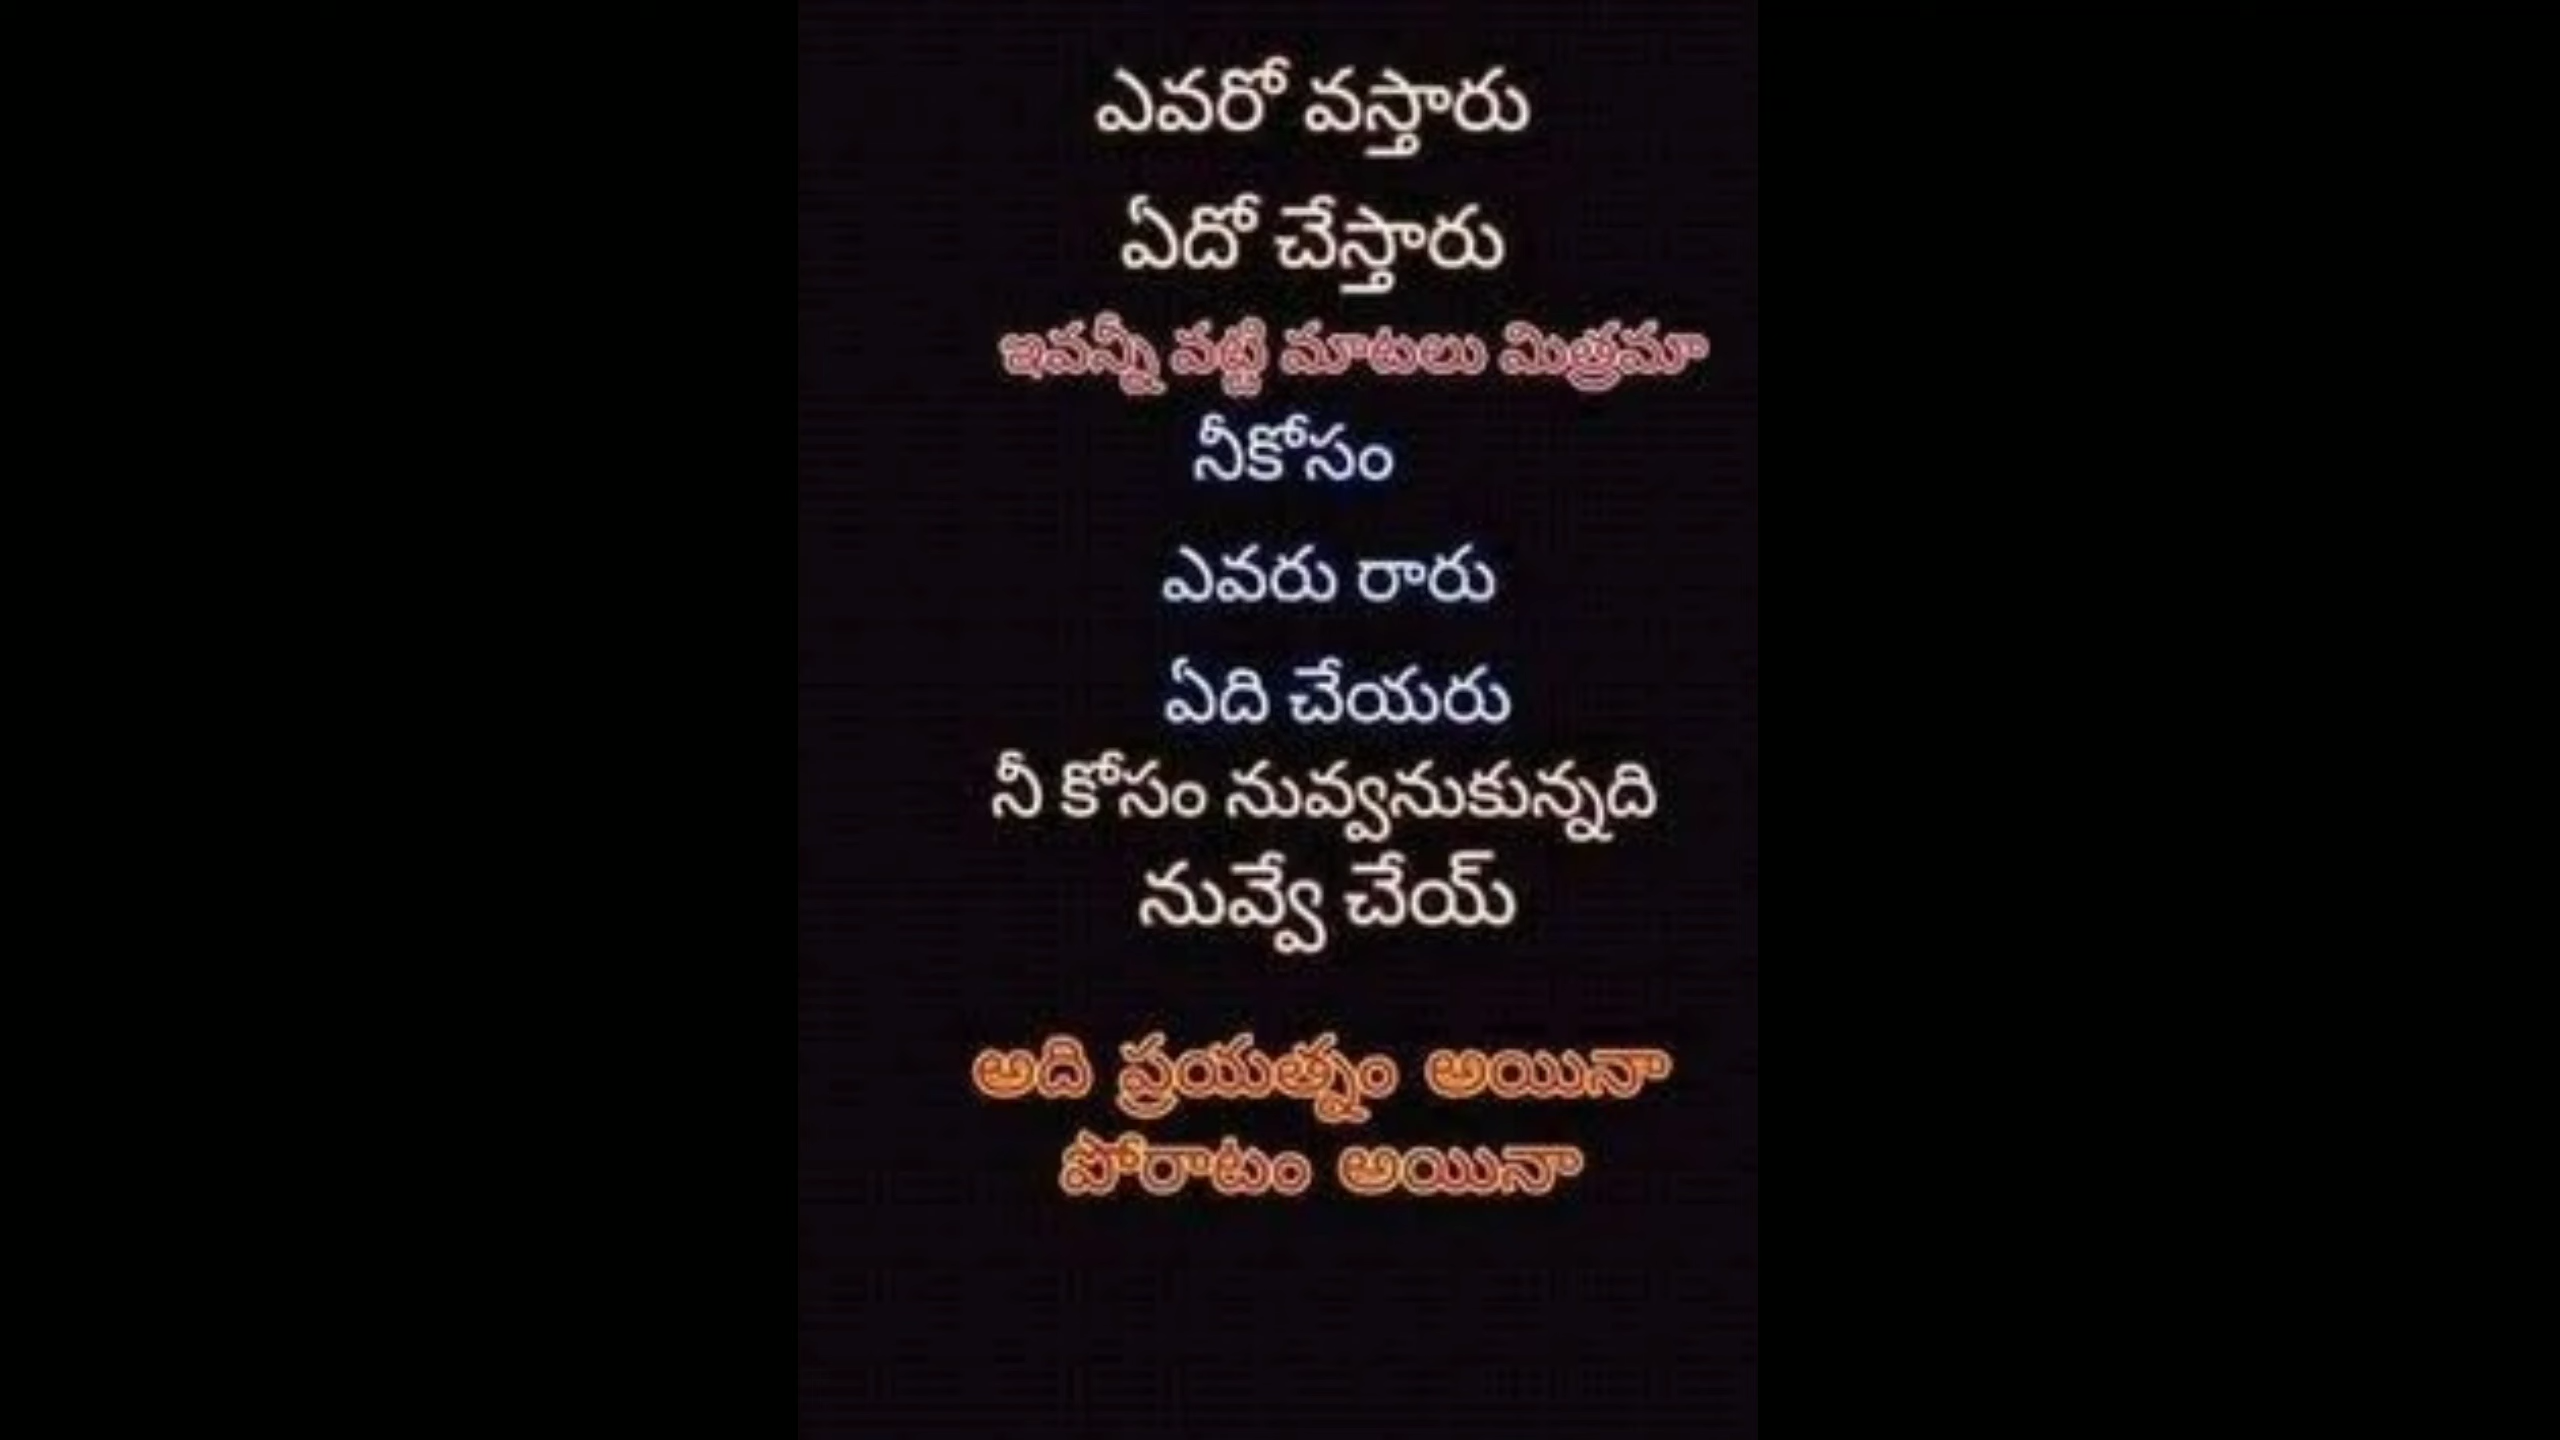 ఎవరో వస్తారు
ఏదో చేస్తారు
ఇవన్నీ వట్టి మాటలు మిత్రమా
నీకోసం
ఎవరు రారు
ఏది చేయరు
నీ కోసం నువ్వనుకున్నది
నువ్వే చేయ్
అది ప్రయత్నం అయినా
పోరాటం అయినా